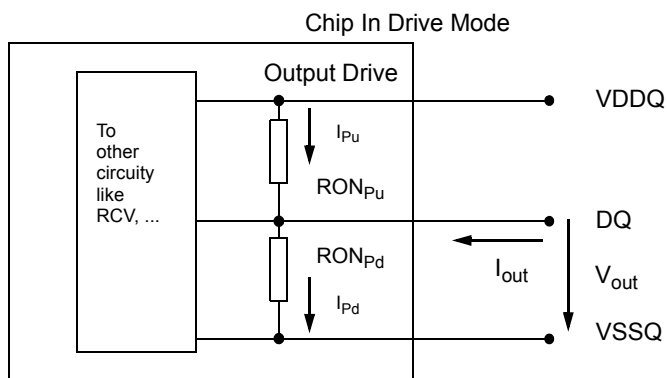 Chip In Drive Mode
Output Drive
VDDQ
To
other
circuity
like
RCV, ...
IPu
RONPu
DQ
RONPd
Iout
Vout
IPd
VSSQ